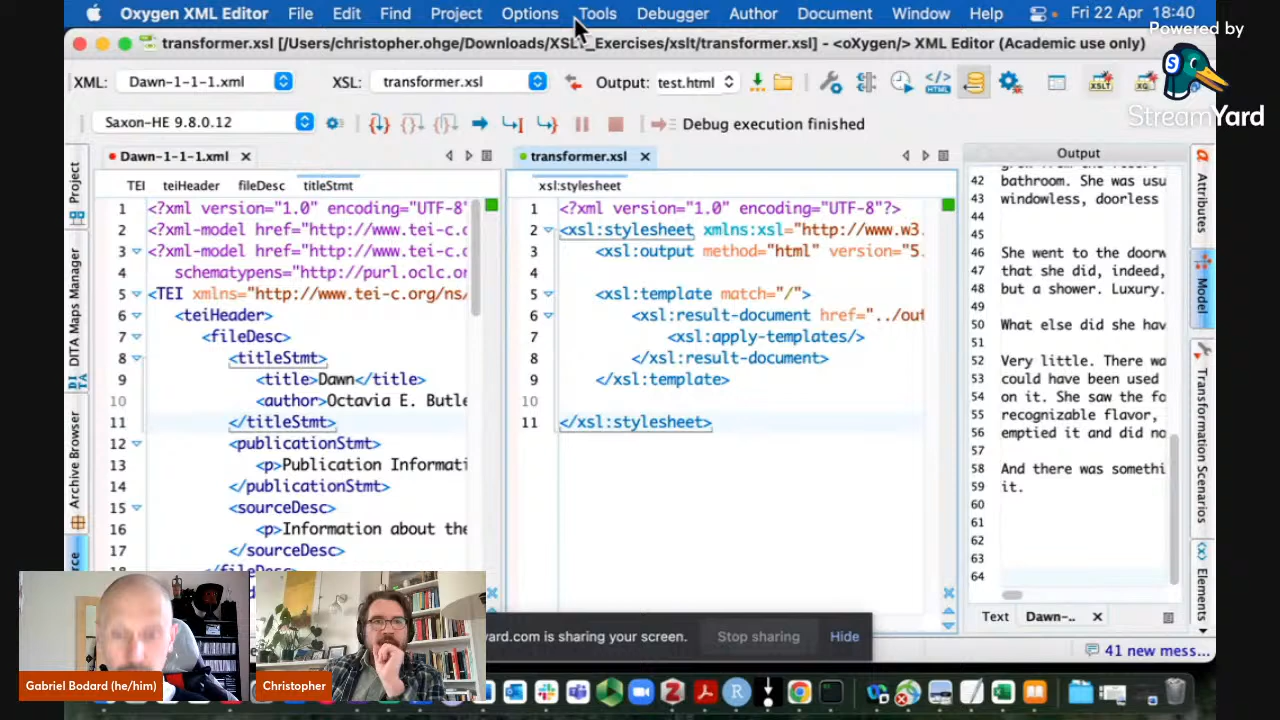 Oxygen XML Editor File Edit Find Project Options Tools Debugger Author Document Window Help Fri 22 Apr 18:40
Powered by
StreamYard
transformer.xsl [/Users/christopher.ohge/Downloads/XSLT_Exercises/xslt/transformer.xsl] - <oXygen/> XML Editor (Academic use only)
XML: Dawn-1-1-1.xml XSL: transformer.xsl Output: test.html
Saxon-HE 9.8.0.12 Debug execution finished
Dawn-1-1-1.xml
TEI teiHeader fileDesc titleStmt
1 <?xml version="1.0" encoding="UTF-8"
2 <?xml-model href="http://www.tei-c.o
3 <?xml-model href="http://www.tei-c.o
4 schematypens="http://purl.oclc.or
5 <TEI xmlns="http://www.tei-c.org/ns/
6 <teiHeader>
7 <fileDesc>
8 <titleStmt>
9 <title>Dawn</title>
10 <author>Octavia E. Butle
11 </titleStmt>
12 <publicationStmt>
13 <p>Publication Informati
14 </publicationStmt>
15 <sourceDesc>
16 <p>Information about the
17 </sourceDesc>
</fileDesc>
transformer.xsl
xsl:stylesheet
1 <?xml version="1.0" encoding="UTF-8"?>
2 <xsl:stylesheet xmlns:xsl="http://www.w3.
3 <xsl:output method="html" version="5.
4
5 <xsl:template match="/">
6 <xsl:result-document href="../out
7 <xsl:apply-templates/>
8 </xsl:result-document>
9 </xsl:template>
10
11 </xsl:stylesheet>
Output
42 bathroom. She was usu
43 windowless, doorless
44
45
46 She went to the doorw
47 that she did, indeed,
48 but a shower. Luxury.
49
50 What else did she hav
51
52 Very little. There wa
53 could have been used
54 on it. She saw the fo
55 recognizable flavor,
56 emptied it and did no
57
58 And there was somethi
59 it.
60
61
62
63
64
Text Dawn-..
Project
DITA Maps Manager
Archive Browser
Attributes
Model
Transformation Scenarios
Elements
yard.com is sharing your screen. Stop sharing Hide
41 new mess...
Gabriel Bodard (he/him)
Christopher